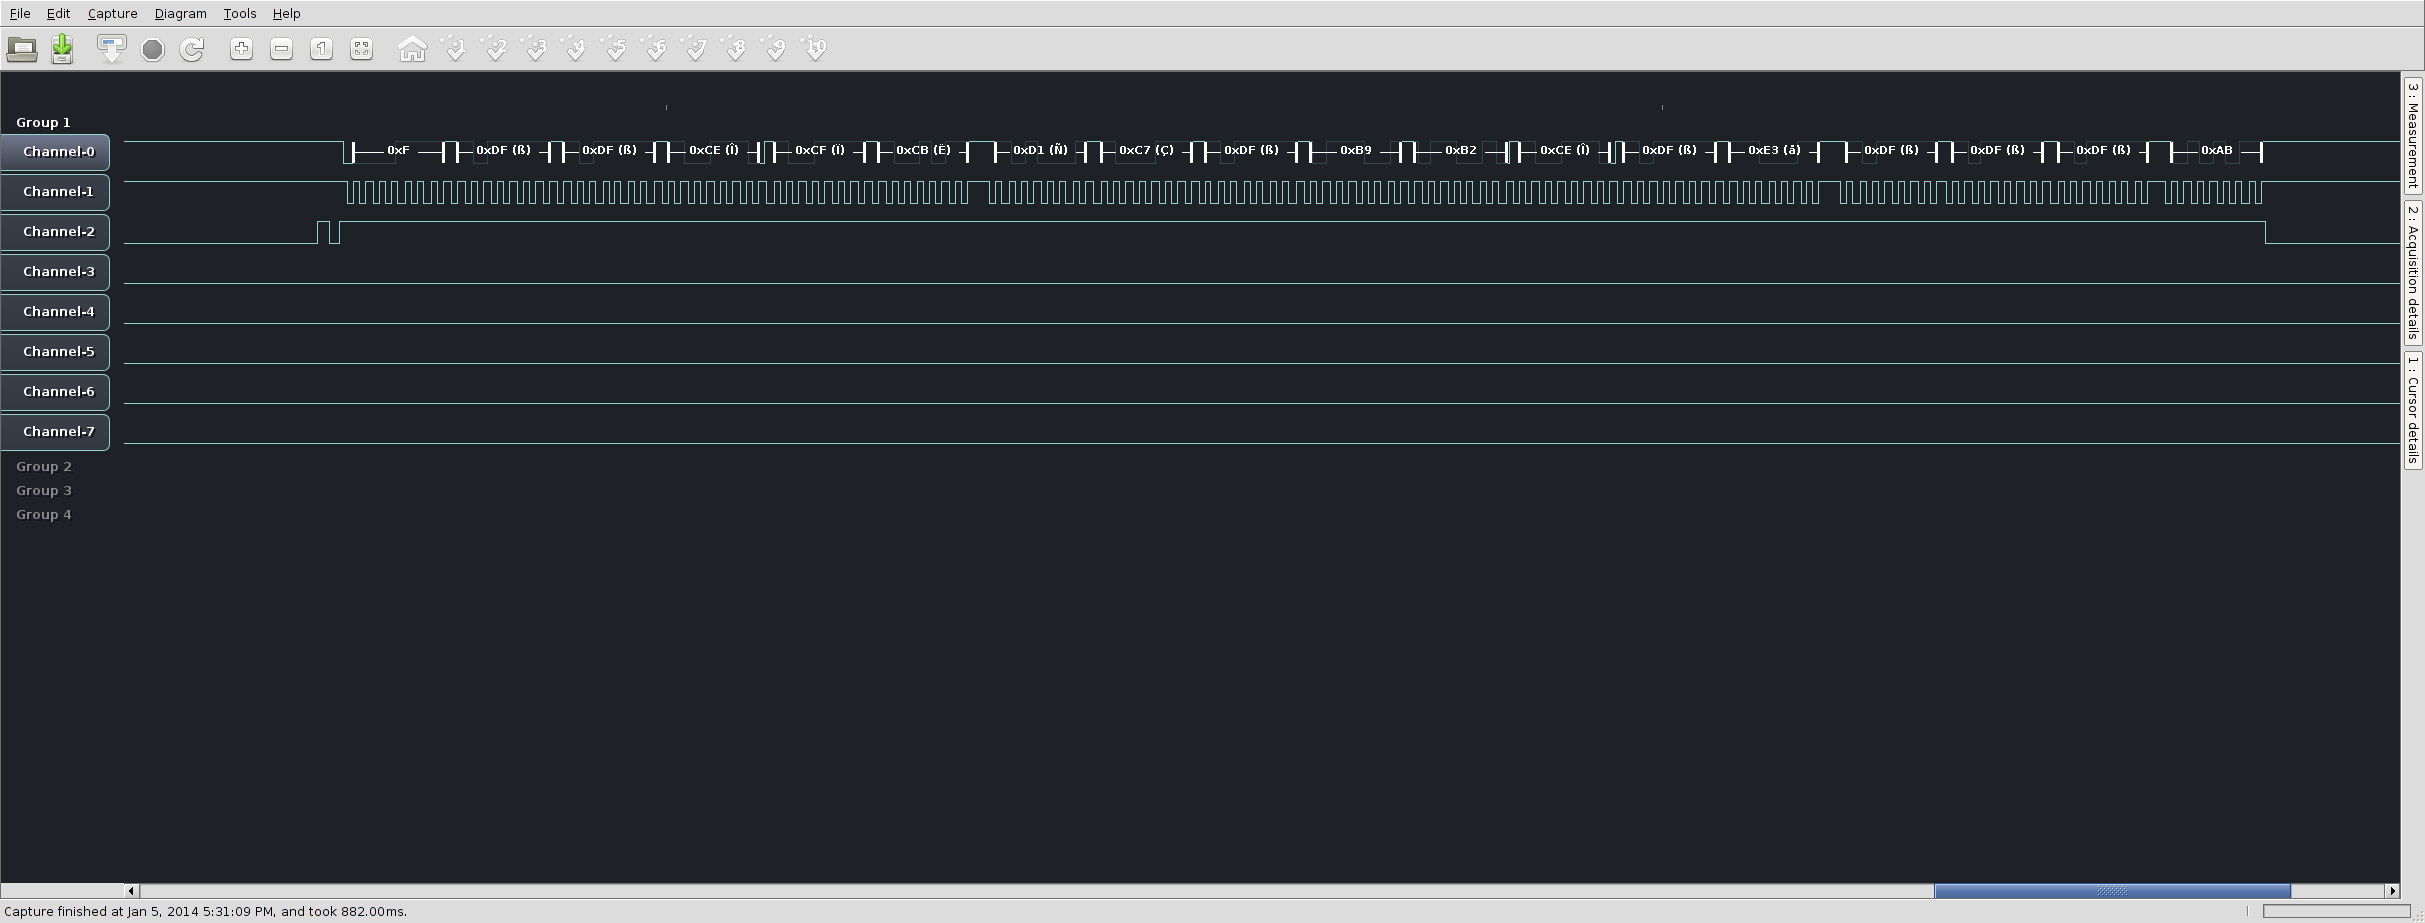 File Edit Capture Diagram Tools Help
1 1 2 3 4 5 6 7 8 9 10
Group 1
Channel-0 0xF 0xDF (ß) 0xDF (ß) 0xCE (Î) 0xCF (Ï) 0xCB (Ë) 0xD1 (Ñ) 0xC7 (Ç) 0xDF (ß) 0xB9 0xB2 0xCE (Î) 0xDF (ß) 0xE3 (ã) 0xDF (ß) 0xDF (ß) 0xDF (ß) 0xAB
Channel-1
Channel-2
Channel-3
Channel-4
Channel-5
Channel-6
Channel-7
Group 2
Group 3
Group 4
3 : Measurement
2 : Acquisition details
1 : Cursor details
Capture finished at Jan 5, 2014 5:31:09 PM, and took 882.00ms.